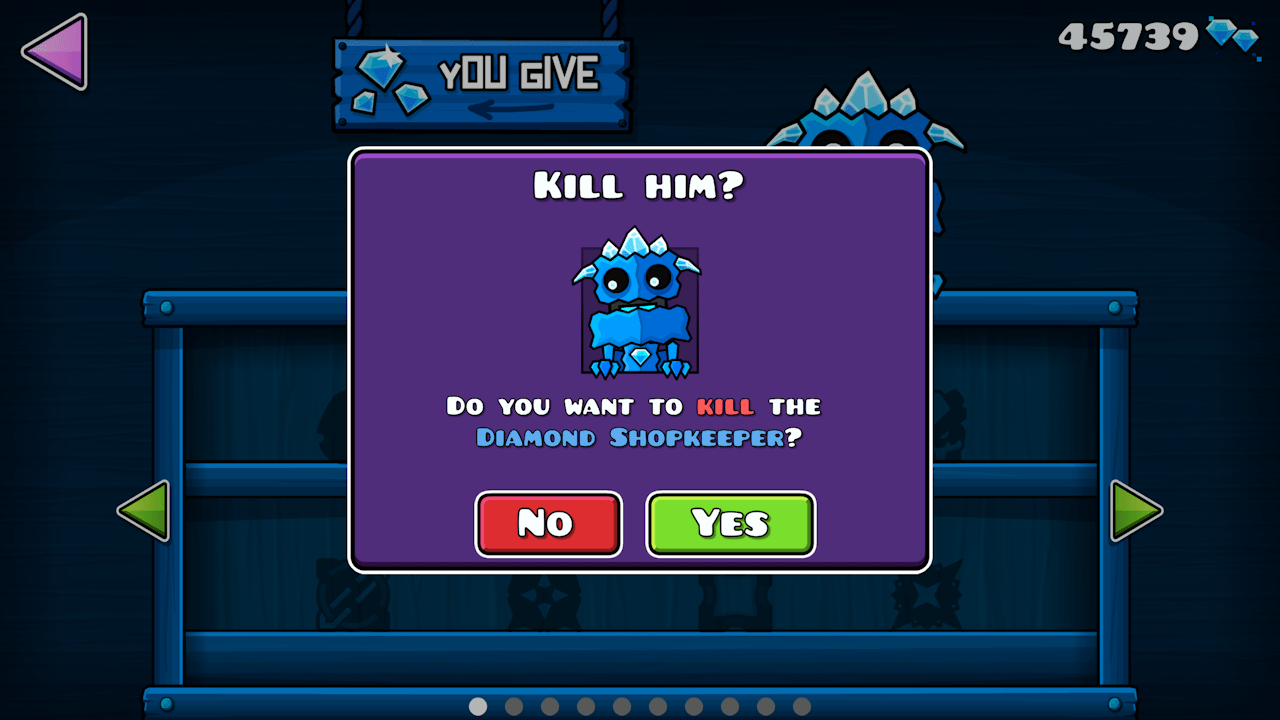 YOU GIVE
45739
KILL HIM?
DO YOU WANT TO KILL THE
DIAMOND SHOPKEEPER?
NO
YES